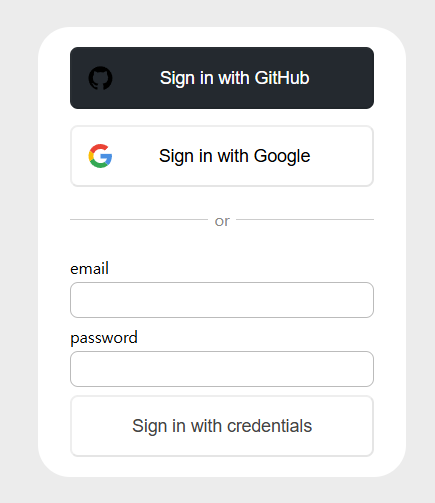 Sign in with GitHub
Sign in with Google
or
email
password
Sign in with credentials